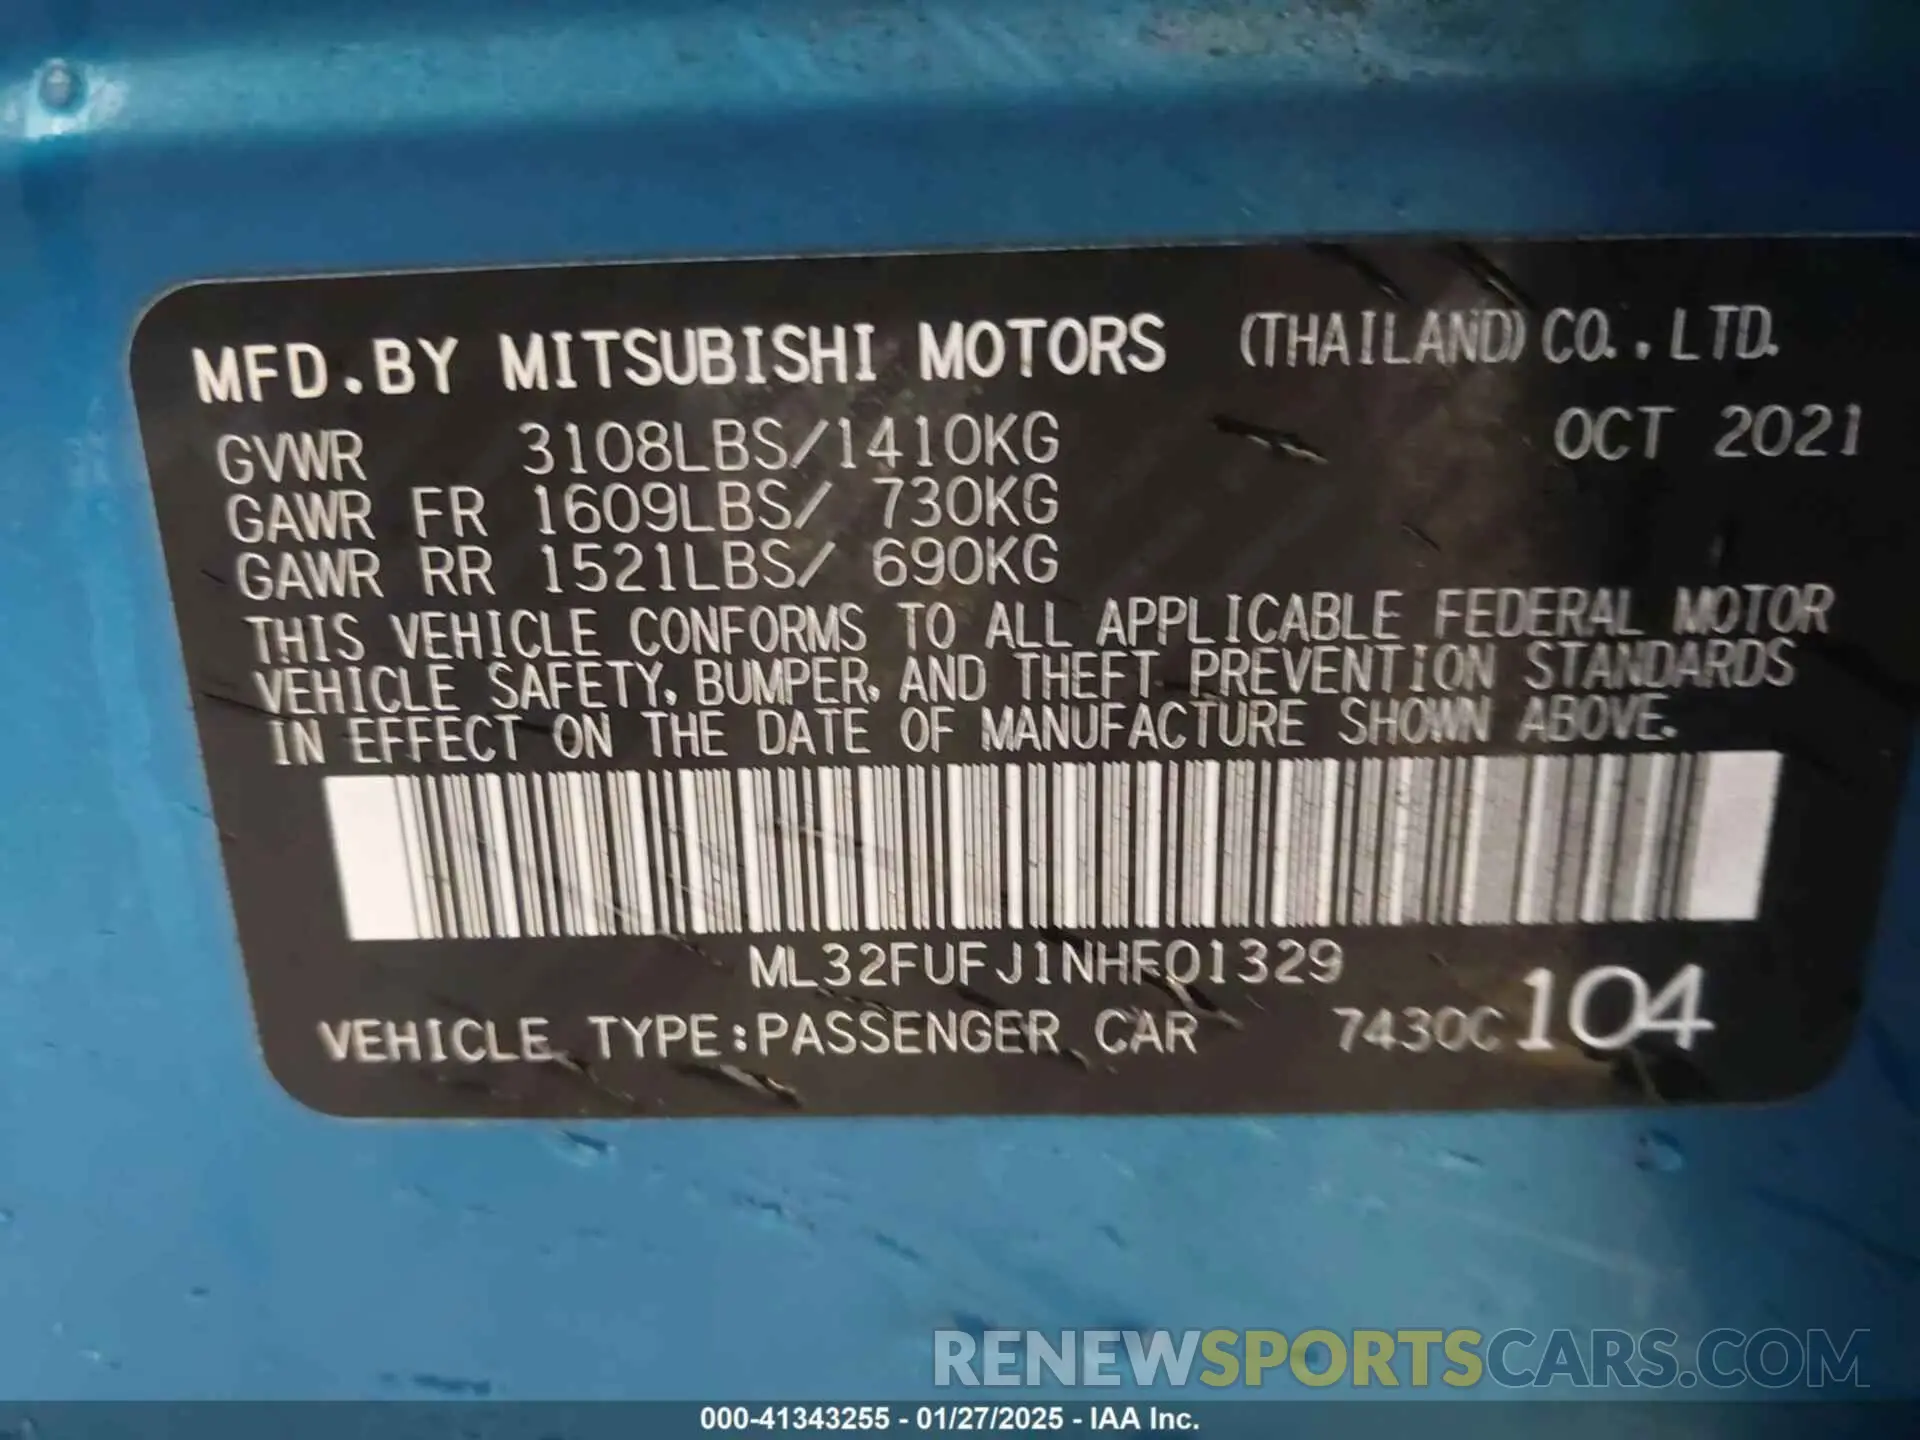 MFD.BY MITSUBISHI MOTORS (THAILAND) CO.,LTD.
GVWR 3108LBS/1410KG OCT 2021
GAWR FR 1609LBS/ 730KG
GAWR RR 1521LBS/ 690KG
THIS VEHICLE CONFORMS TO ALL APPLICABLE FEDERAL MOTOR
VEHICLE SAFETY, BUMPER, AND THEFT PREVENTION STANDARDS
IN EFFECT ON THE DATE OF MANUFACTURE SHOWN ABOVE.
ML32FUFJ1NHF01329
VEHICLE TYPE:PASSENGER CAR 7430C 104
RENEWSPORTSCARS.COM
000-41343255 - 01/27/2025 - IAA Inc.